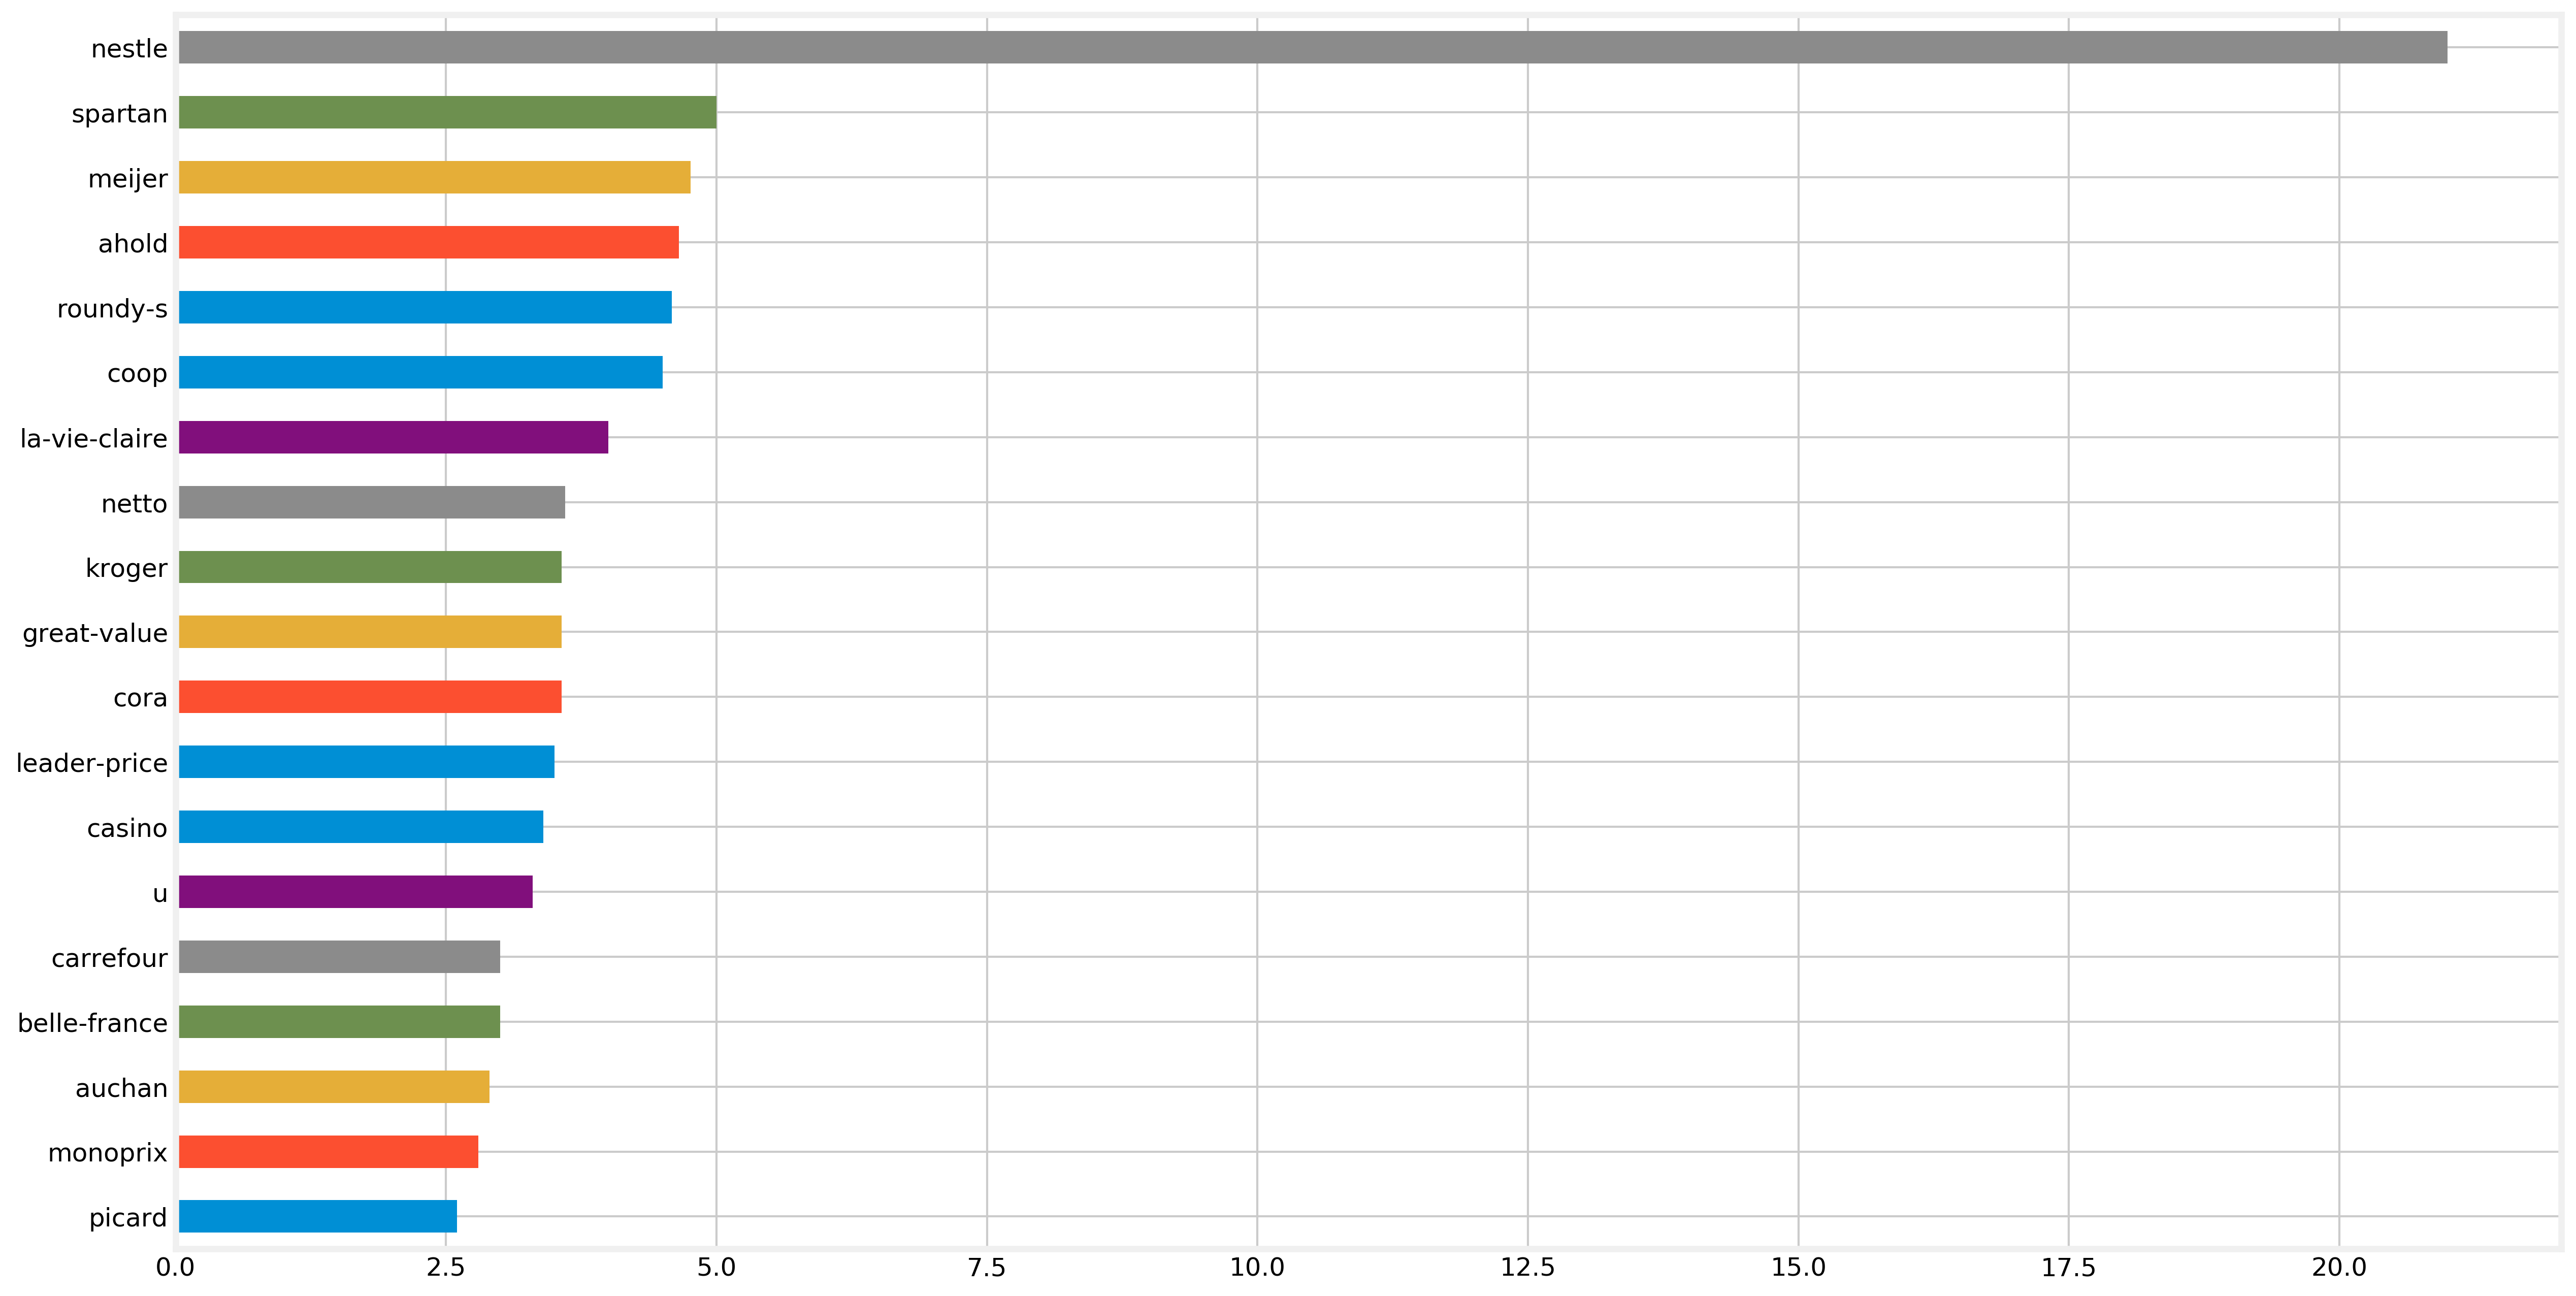 nestle
spartan
meijer
ahold
roundy-s
coop
la-vie-claire
netto
kroger
great-value
cora
leader-price
casino
u
carrefour
belle-france
auchan
monoprix
picard
0.0 2.5 5.0 7.5 10.0 12.5 15.0 17.5 20.0